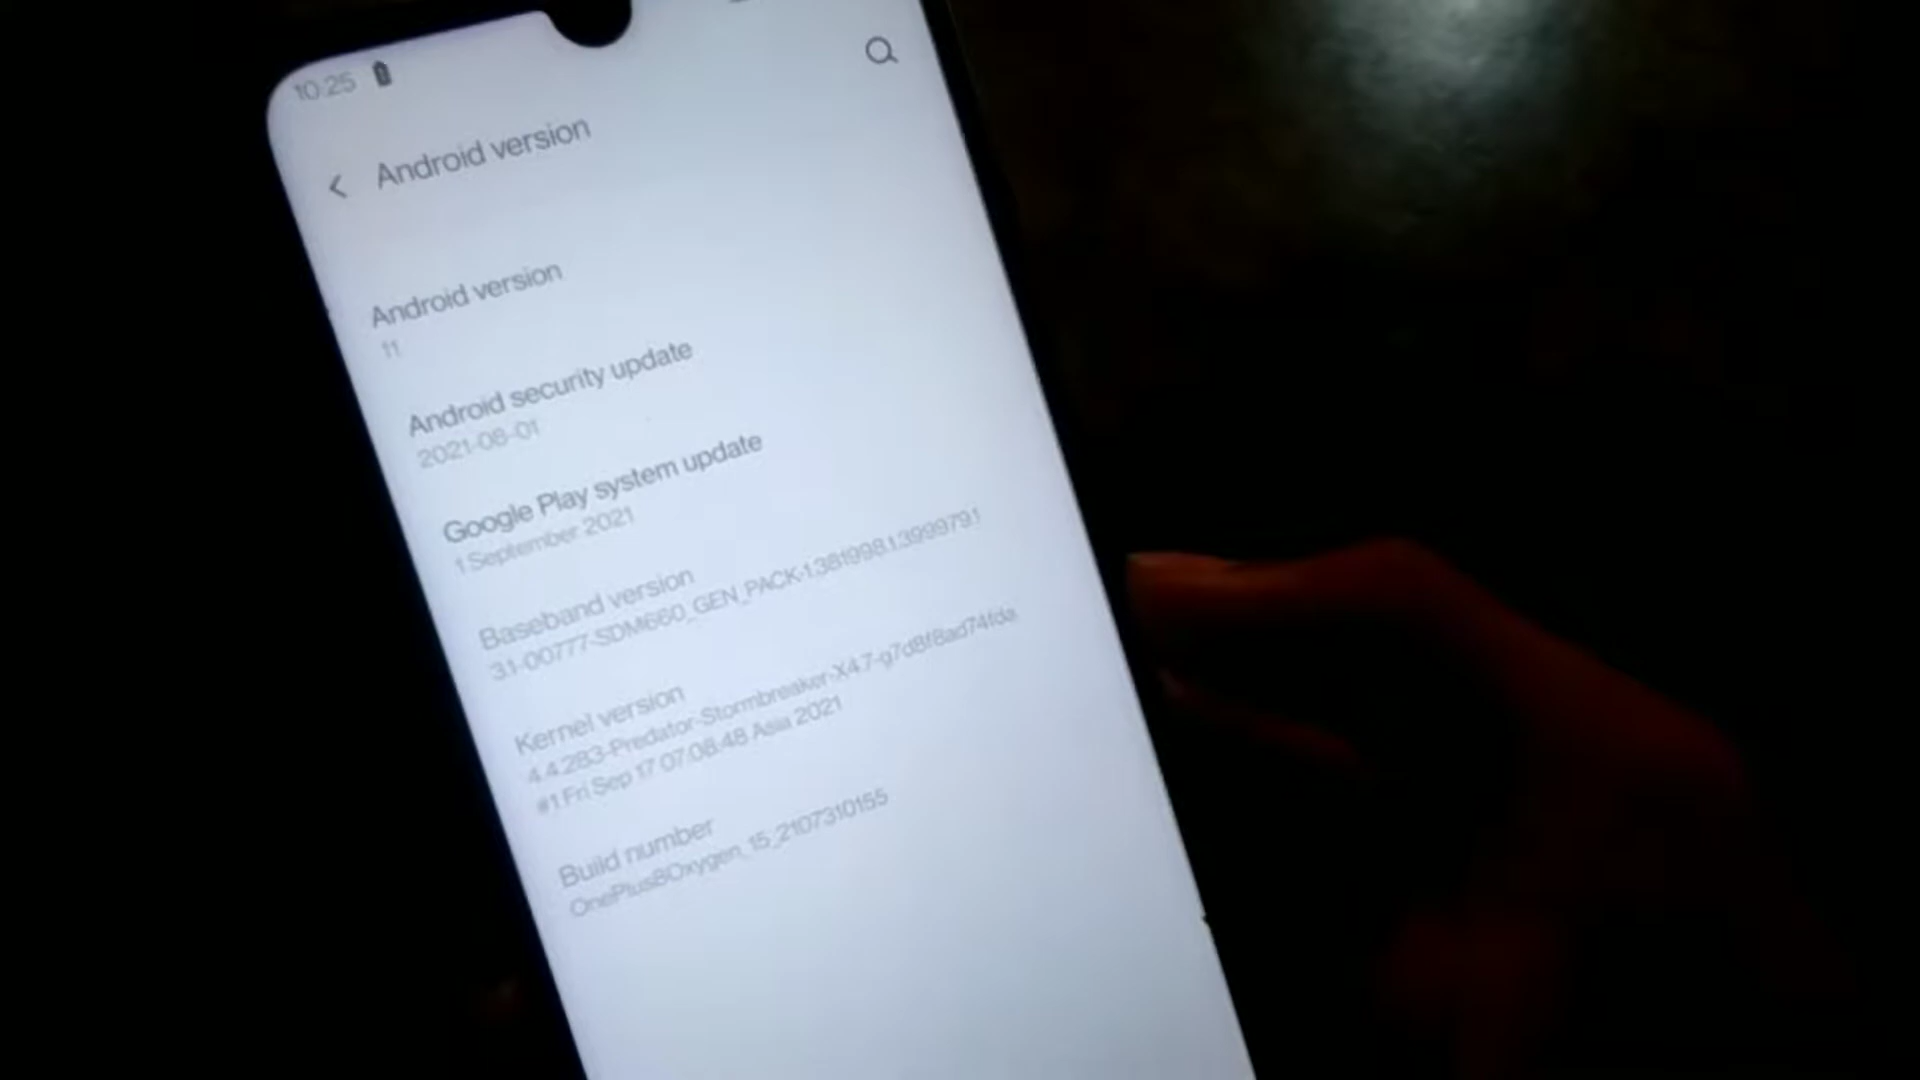 10:25
Android version
Android version
11
Android security update
2021-08-01
Google Play system update
1 September 2021
Baseband version
3.1-00777-SDM660_GEN_PACK-1.381998.1.399979.1
Kernel version
4.4.283-Predator-Stormbreaker-X4.7-g7d8f8ad74fda
#1 Fri Sep 17 07:08:48 Asia 2021
Build number
OnePlus8Oxygen_15_2107310155